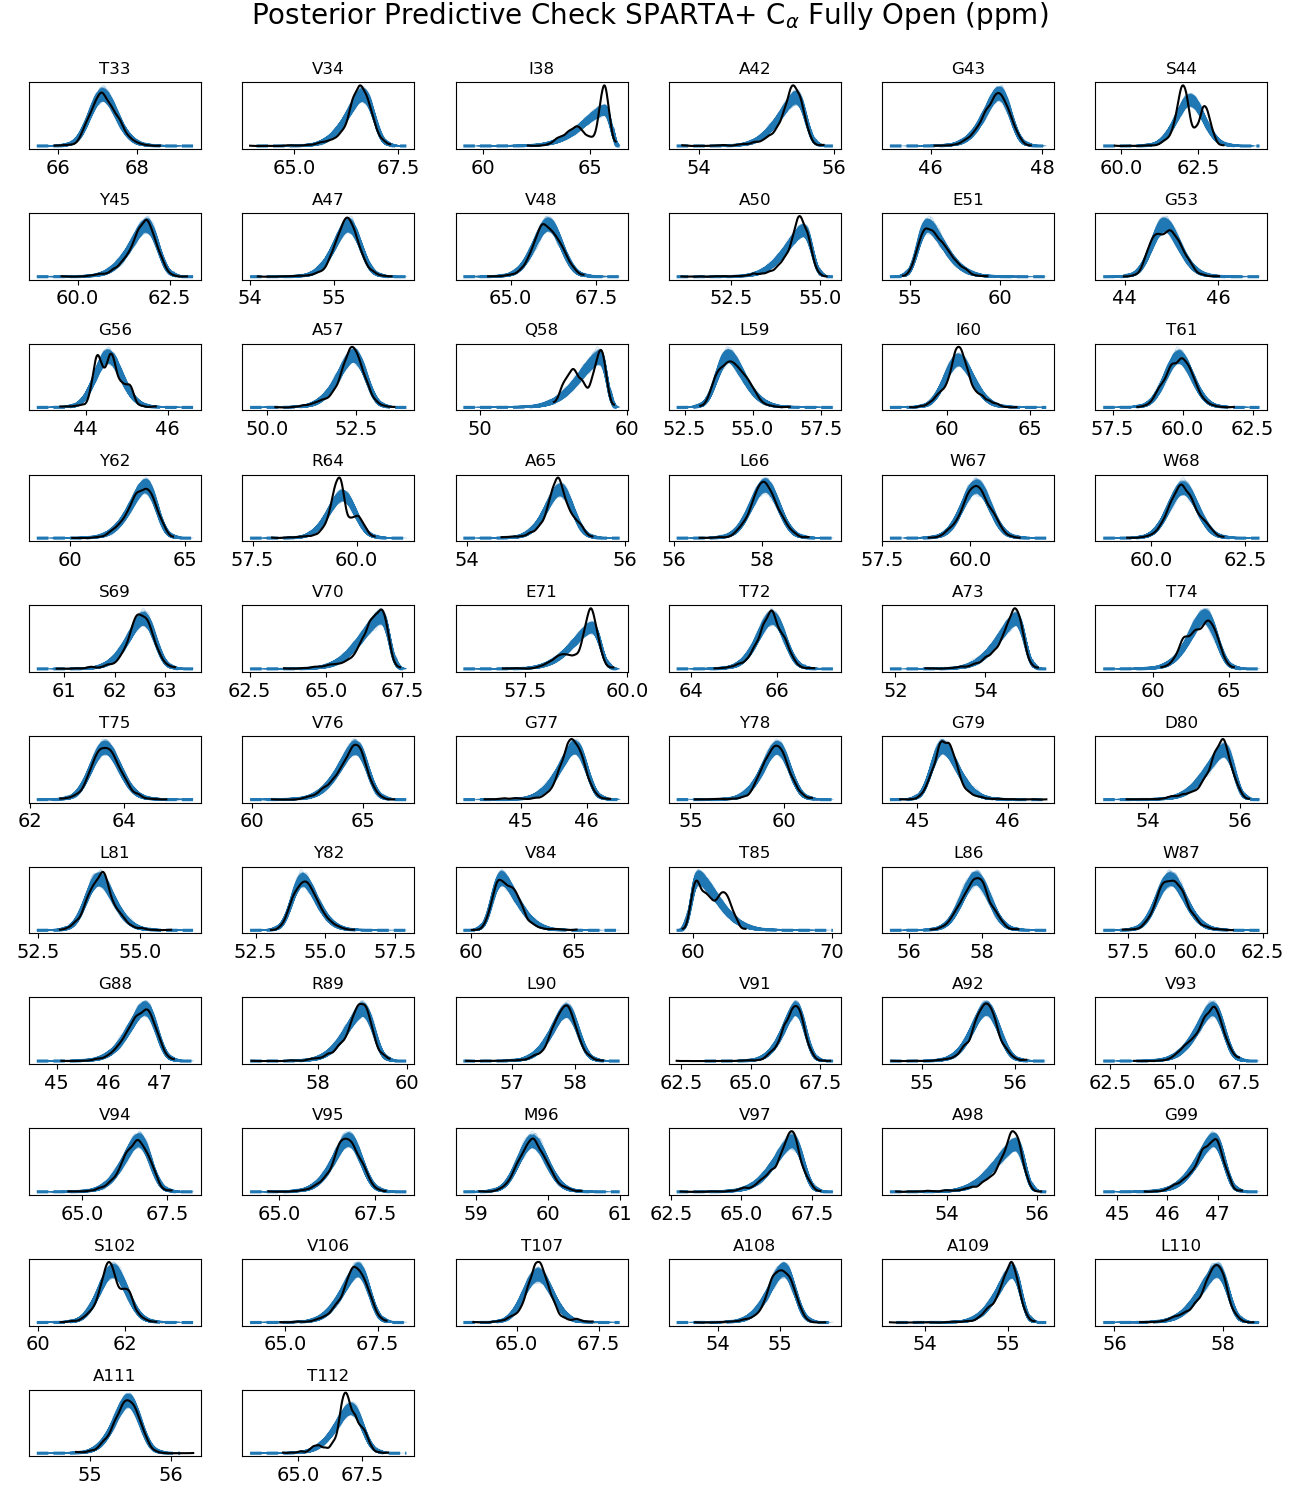 Posterior Predictive Check SPARTA+ Cα Fully Open (ppm)
T33 V34 I38 A42 G43 S44
66 68 65.0 67.5 60 65 54 56 46 48 60.0 62.5
Y45 A47 V48 A50 E51 G53
60.0 62.5 54 55 65.0 67.5 52.5 55.0 55 60 44 46
G56 A57 Q58 L59 I60 T61
44 46 50.0 52.5 50 60 52.5 55.0 57.5 60 65 57.5 60.0 62.5
Y62 R64 A65 L66 W67 W68
60 65 57.5 60.0 54 56 56 58 57.5 60.0 60.0 62.5
S69 V70 E71 T72 A73 T74
61 62 63 62.5 65.0 67.5 57.5 60.0 64 66 52 54 60 65
T75 V76 G77 Y78 G79 D80
62 64 60 65 45 46 55 60 45 46 54 56
L81 Y82 V84 T85 L86 W87
52.5 55.0 52.5 55.0 57.5 60 65 60 70 56 58 57.5 60.0 62.5
G88 R89 L90 V91 A92 V93
45 46 47 58 60 57 58 62.5 65.0 67.5 55 56 62.5 65.0 67.5
V94 V95 M96 V97 A98 G99
65.0 67.5 65.0 67.5 59 60 61 62.5 65.0 67.5 54 56 45 46 47
S102 V106 T107 A108 A109 L110
60 62 65.0 67.5 65.0 67.5 54 55 54 55 56 58
A111 T112
55 56 65.0 67.5